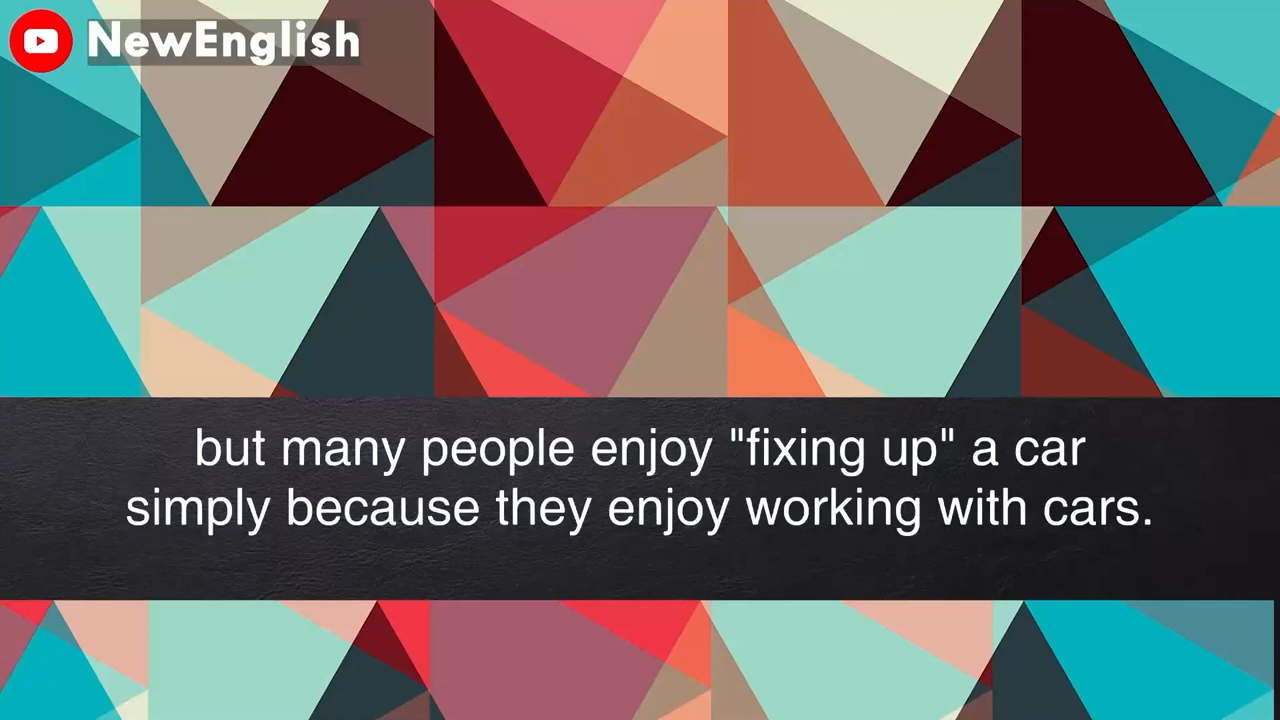 NewEnglish
but many people enjoy "fixing up" a car
simply because they enjoy working with cars.